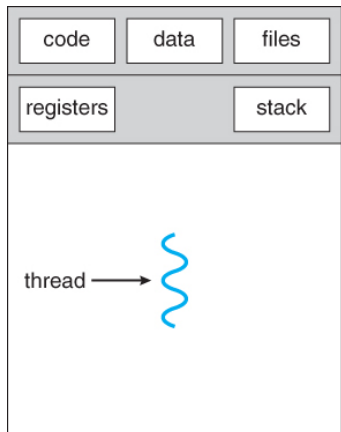 code data files
registers stack
thread